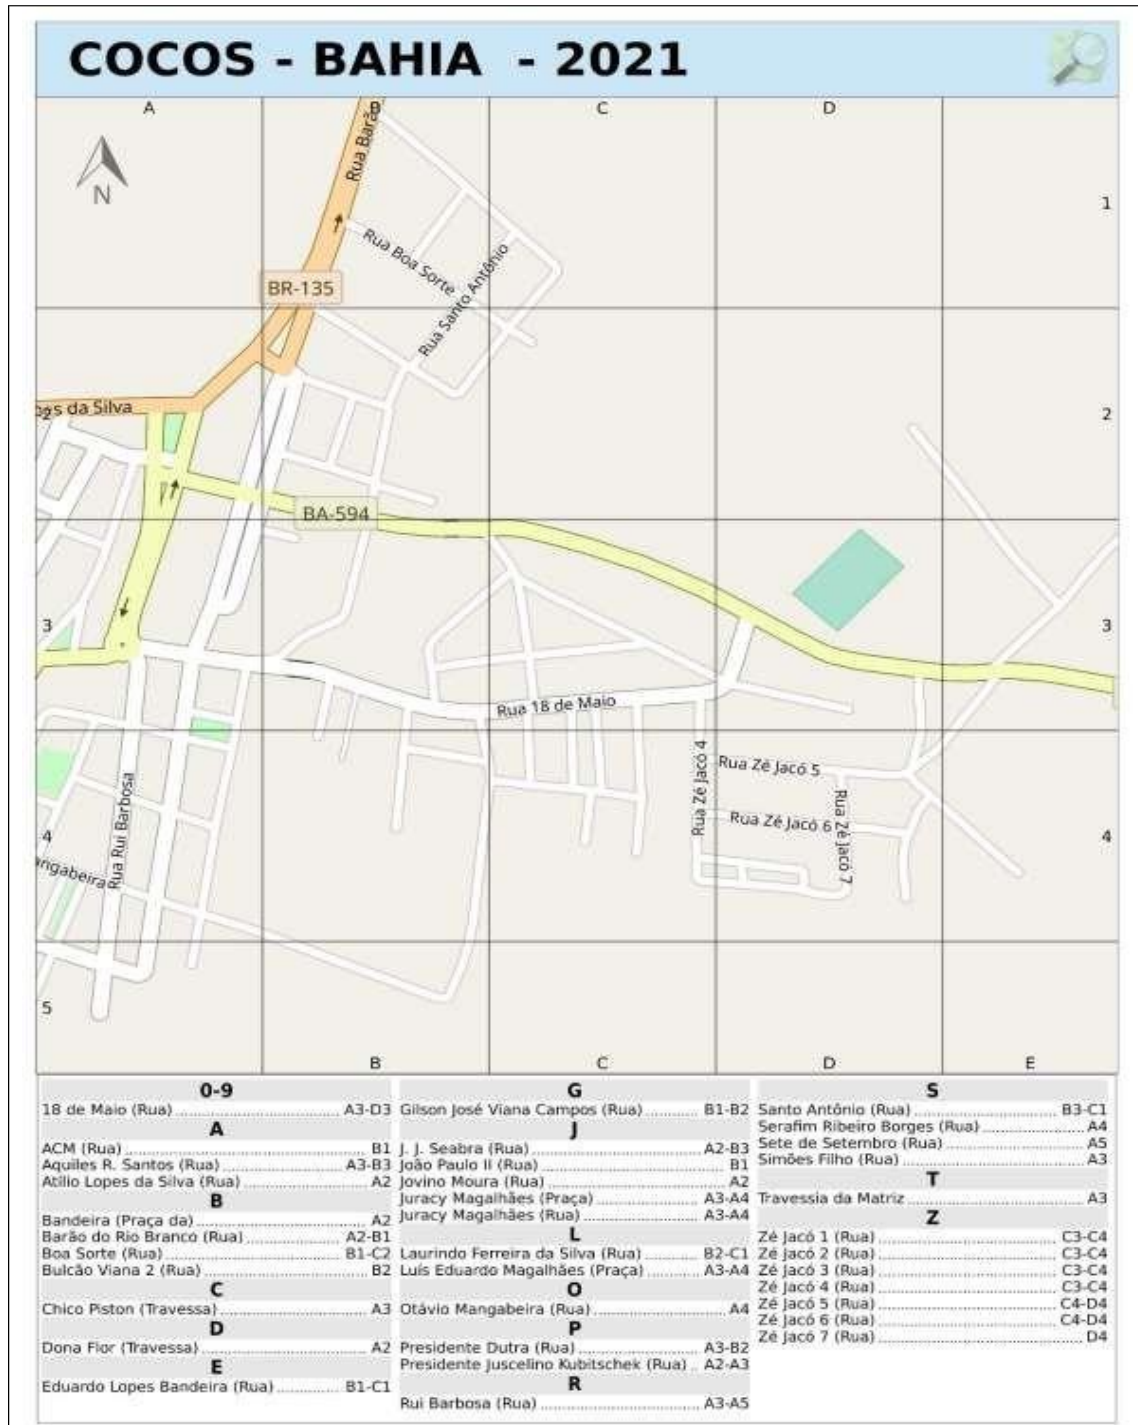 COCOS - BAHIA - 2021
A
B
C
D
Rua Barão
N
1
Rua Boa Sorte
Rua Santo Antônio
BR-135
da Silva
2
2
BA-594
3
3
Rua 18 de Maio
Rua Zé Jacó 4
Rua Zé Jacó 5
Rua Zé Jacó 6
Rua Zé Jacó 7
Rua Rui Barbosa
4
4
angabeira
5
B
C
D
E
0-9
18 de Maio (Rua) A3-D3
A
ACM (Rua) B1
Aquiles R. Santos (Rua) A3-B3
Atílio Lopes da Silva (Rua) A2
B
Bandeira (Praça da) A2
Barão do Rio Branco (Rua) A2-B1
Boa Sorte (Rua) B1-C2
Bulcão Viana 2 (Rua) B2
C
Chico Piston (Travessa) A3
D
Dona Flor (Travessa) A2
E
Eduardo Lopes Bandeira (Rua) B1-C1
G
Gilson José Viana Campos (Rua) B1-B2
J
J. J. Seabra (Rua) A2-B3
João Paulo II (Rua) B1
Jovino Moura (Rua) A2
Juracy Magalhães (Praça) A3-A4
Juracy Magalhães (Rua) A3-A4
L
Laurindo Ferreira da Silva (Rua) B2-C1
Luís Eduardo Magalhães (Praça) A3-A4
O
Otávio Mangabeira (Rua) A4
P
Presidente Dutra (Rua) A3-B2
Presidente Juscelino Kubitschek (Rua) A2-A3
R
Rui Barbosa (Rua) A3-A5
S
Santo Antônio (Rua) B3-C1
Serafim Ribeiro Borges (Rua) A4
Sete de Setembro (Rua) A5
Simões Filho (Rua) A3
T
Travessia da Matriz A3
Z
Zé Jacó 1 (Rua) C3-C4
Zé Jacó 2 (Rua) C3-C4
Zé Jacó 3 (Rua) C3-C4
Zé Jacó 4 (Rua) C3-C4
Zé Jacó 5 (Rua) C4-D4
Zé Jacó 6 (Rua) C4-D4
Zé Jacó 7 (Rua) D4